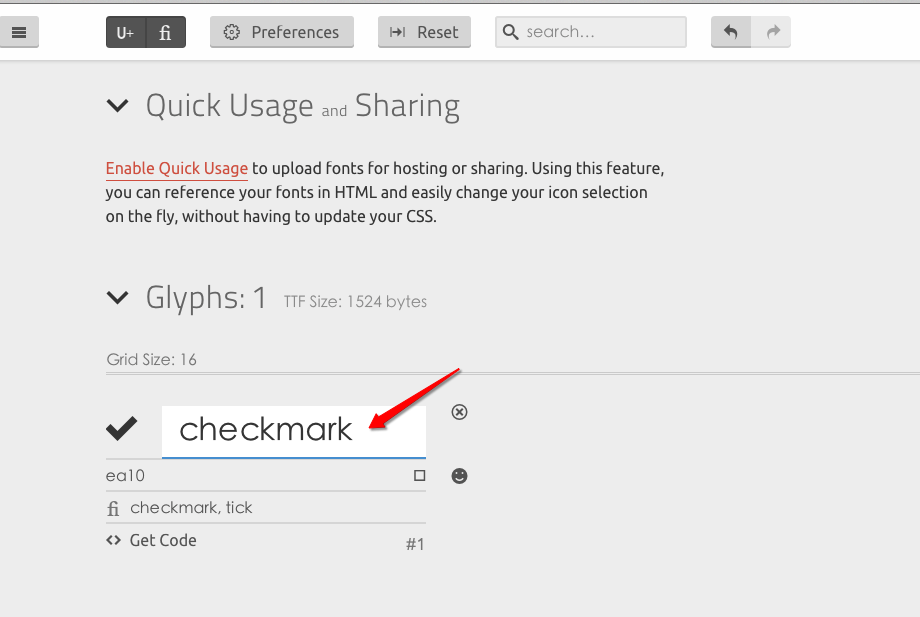 U+ fi Preferences Reset search...
Quick Usage and Sharing
Enable Quick Usage to upload fonts for hosting or sharing. Using this feature,
you can reference your fonts in HTML and easily change your icon selection
on the fly, without having to update your CSS.
Glyphs: 1 TTF Size: 1524 bytes
Grid Size: 16
checkmark
ea10
fi checkmark, tick
Get Code #1